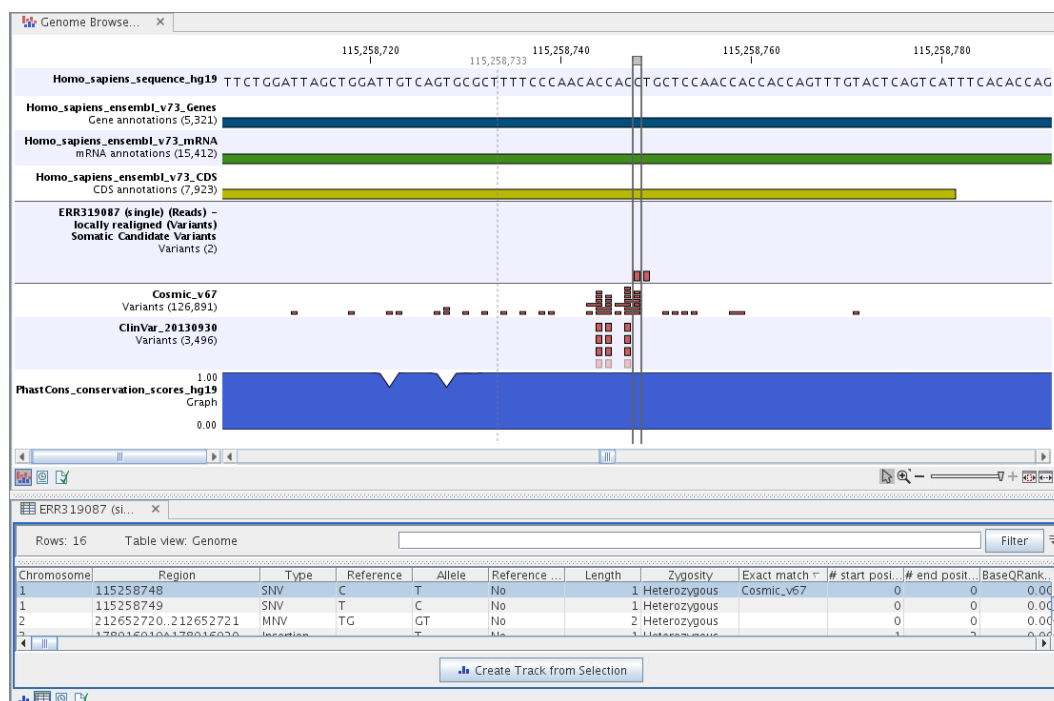 Genome Browse...
115,258,720 115,258,740 115,258,760 115,258,780
115,258,733
Homo_sapiens_sequence_hg19 TTCTGGATTAGCTGGATTGTCAGTGCGCTTTTCCCAACACCACCTGCTCCAACCACCACCAGTTTGTACTCAGTCATTTCACACCAG
Homo_sapiens_ensembl_v73_Genes
Gene annotations (5,321)
Homo_sapiens_ensembl_v73_mRNA
mRNA annotations (15,412)
Homo_sapiens_ensembl_v73_CDS
CDS annotations (7,923)
ERR319087 (single) (Reads) –
locally realigned (Variants)
Somatic Candidate Variants
Variants (2)
Cosmic_v67
Variants (126,891)
ClinVar_20130930
Variants (3,496)
1.00
PhastCons_conservation_scores_hg19
Graph
0.00
ERR319087 (si...
Rows: 16 Table view: Genome Filter
Chromosome Region Type Reference Allele Reference ... Length Zygosity Exact match # start posi... # end posit... BaseQRank..
1 115258748 SNV C T No 1 Heterozygous Cosmic_v67 0 0 0.00
1 115258749 SNV T C No 1 Heterozygous 0 0 0.00
2 212652720..212652721 MNV TG GT No 2 Heterozygous 0 0 0.00
Create Track from Selection